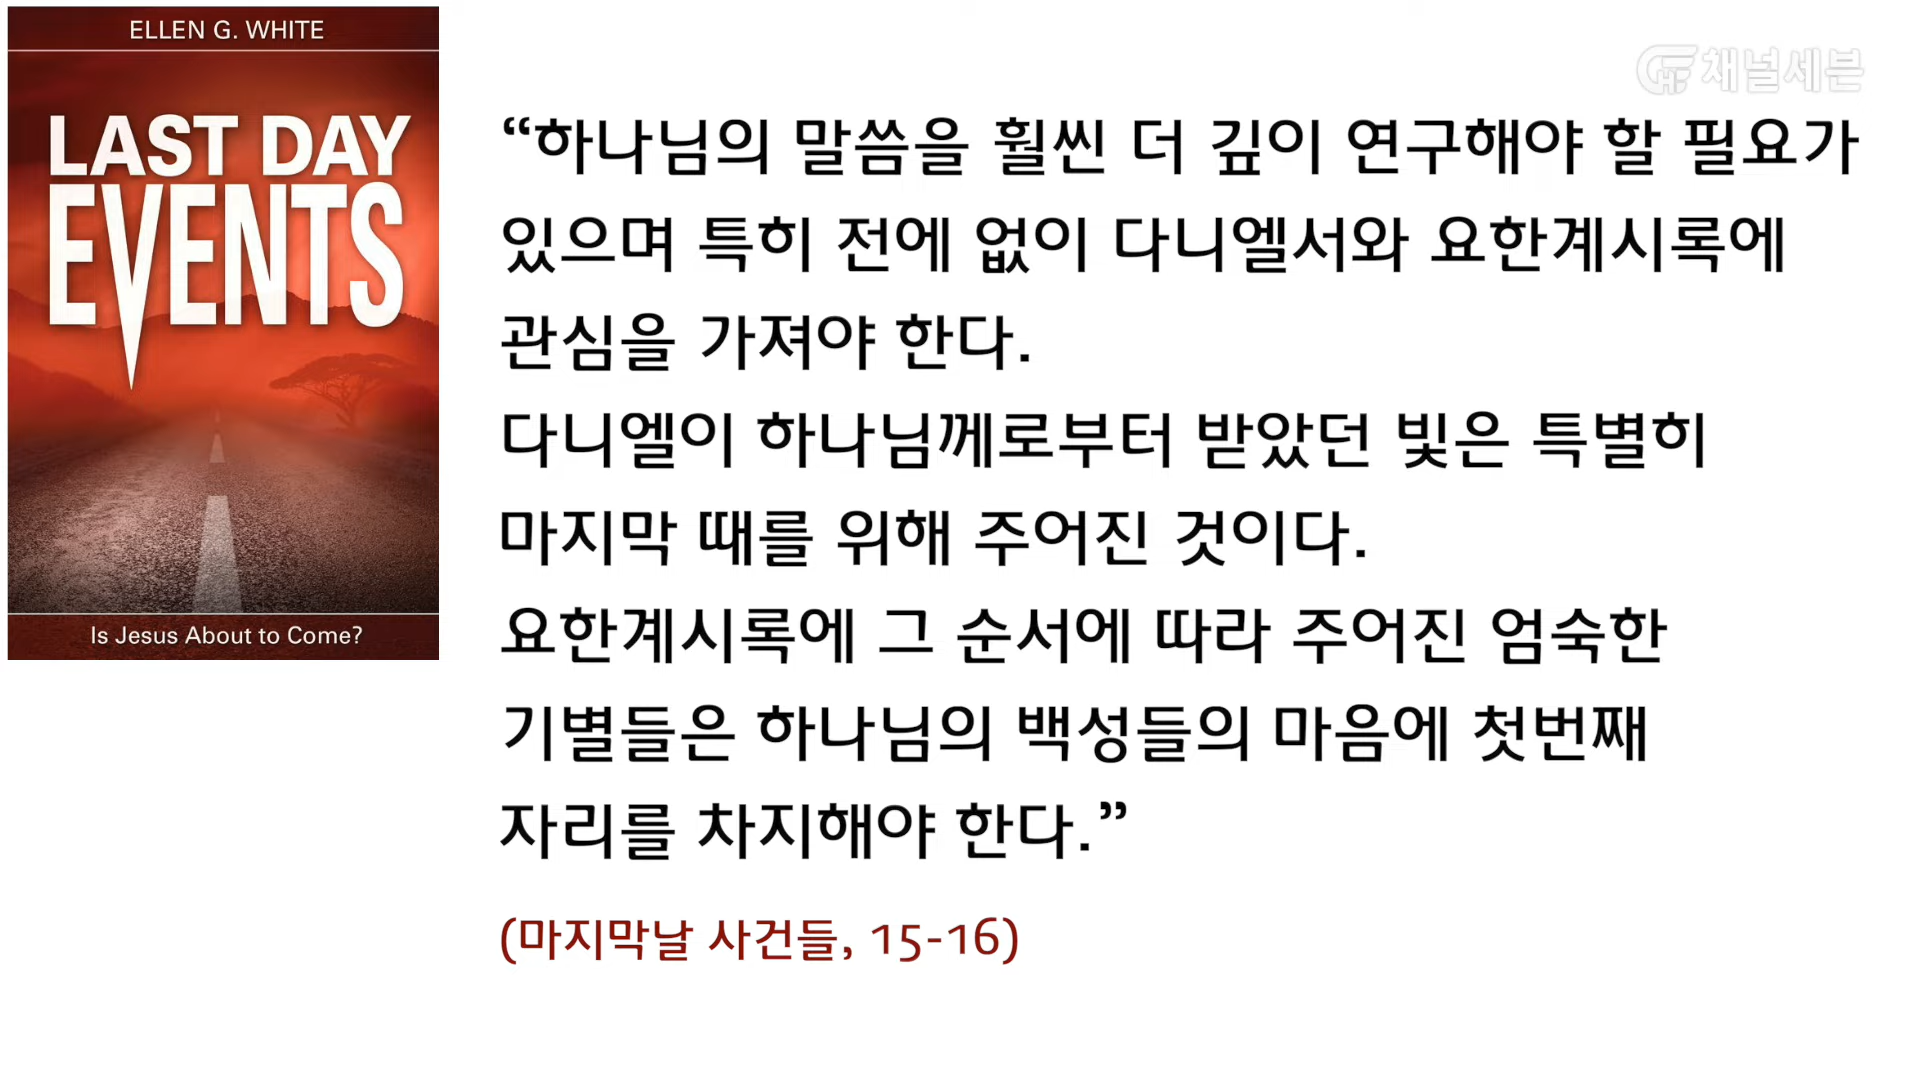 ELLEN G. WHITE
LAST DAY
EVENTS
Is Jesus About to Come?
채널세븐
“하나님의 말씀을 훨씬 더 깊이 연구해야 할 필요가
있으며 특히 전에 없이 다니엘서와 요한계시록에
관심을 가져야 한다.
다니엘이 하나님께로부터 받았던 빛은 특별히
마지막 때를 위해 주어진 것이다.
요한계시록에 그 순서에 따라 주어진 엄숙한
기별들은 하나님의 백성들의 마음에 첫번째
자리를 차지해야 한다.”
(마지막날 사건들, 15-16)